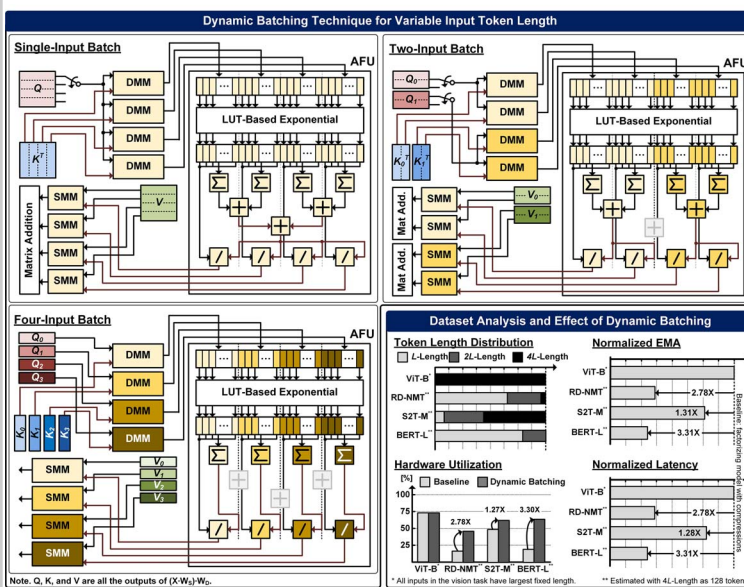 Dynamic Batching Technique for Variable Input Token Length
Single-Input Batch
AFU
Q
DMM
DMM
DMM
DMM
K^T
LUT-Based Exponential
Σ Σ Σ Σ
+ + +
/ / / /
Matrix Addition
SMM
SMM
SMM
SMM
V
Two-Input Batch
AFU
Q₀
Q₁
DMM
DMM
DMM
DMM
K₀^T K₁^T
LUT-Based Exponential
Σ Σ Σ Σ
+ + +
/ / / /
Mat Add.
Mat Add.
SMM
SMM
SMM
SMM
V₀
V₁
Four-Input Batch
AFU
Q₀
Q₁
Q₂
Q₃
DMM
DMM
DMM
DMM
K₀ K₁ K₂ K₃
LUT-Based Exponential
Σ Σ Σ Σ
+ + +
/ / / /
SMM
SMM
SMM
SMM
V₀
V₁
V₂
V₃
Note. Q, K, and V are all the outputs of (X·W_S)·W_D.
Dataset Analysis and Effect of Dynamic Batching
Token Length Distribution
L-Length 2L-Length 4L-Length
ViT-B*
RD-NMT**
S2T-M**
BERT-L**
Normalized EMA
ViT-B*
RD-NMT** 2.78X
S2T-M** 1.31X
BERT-L** 3.31X
Hardware Utilization
[%] Baseline Dynamic Batching
100
75
50
25
2.78X 1.27X 3.30X
ViT-B* RD-NMT** S2T-M** BERT-L**
Normalized Latency
ViT-B*
RD-NMT** 2.78X
S2T-M** 1.28X
BERT-L** 3.31X
Baseline: factorizing model with compressions
* All inputs in the vision task have largest fixed length.
** Estimated with 4L-Length as 128 token